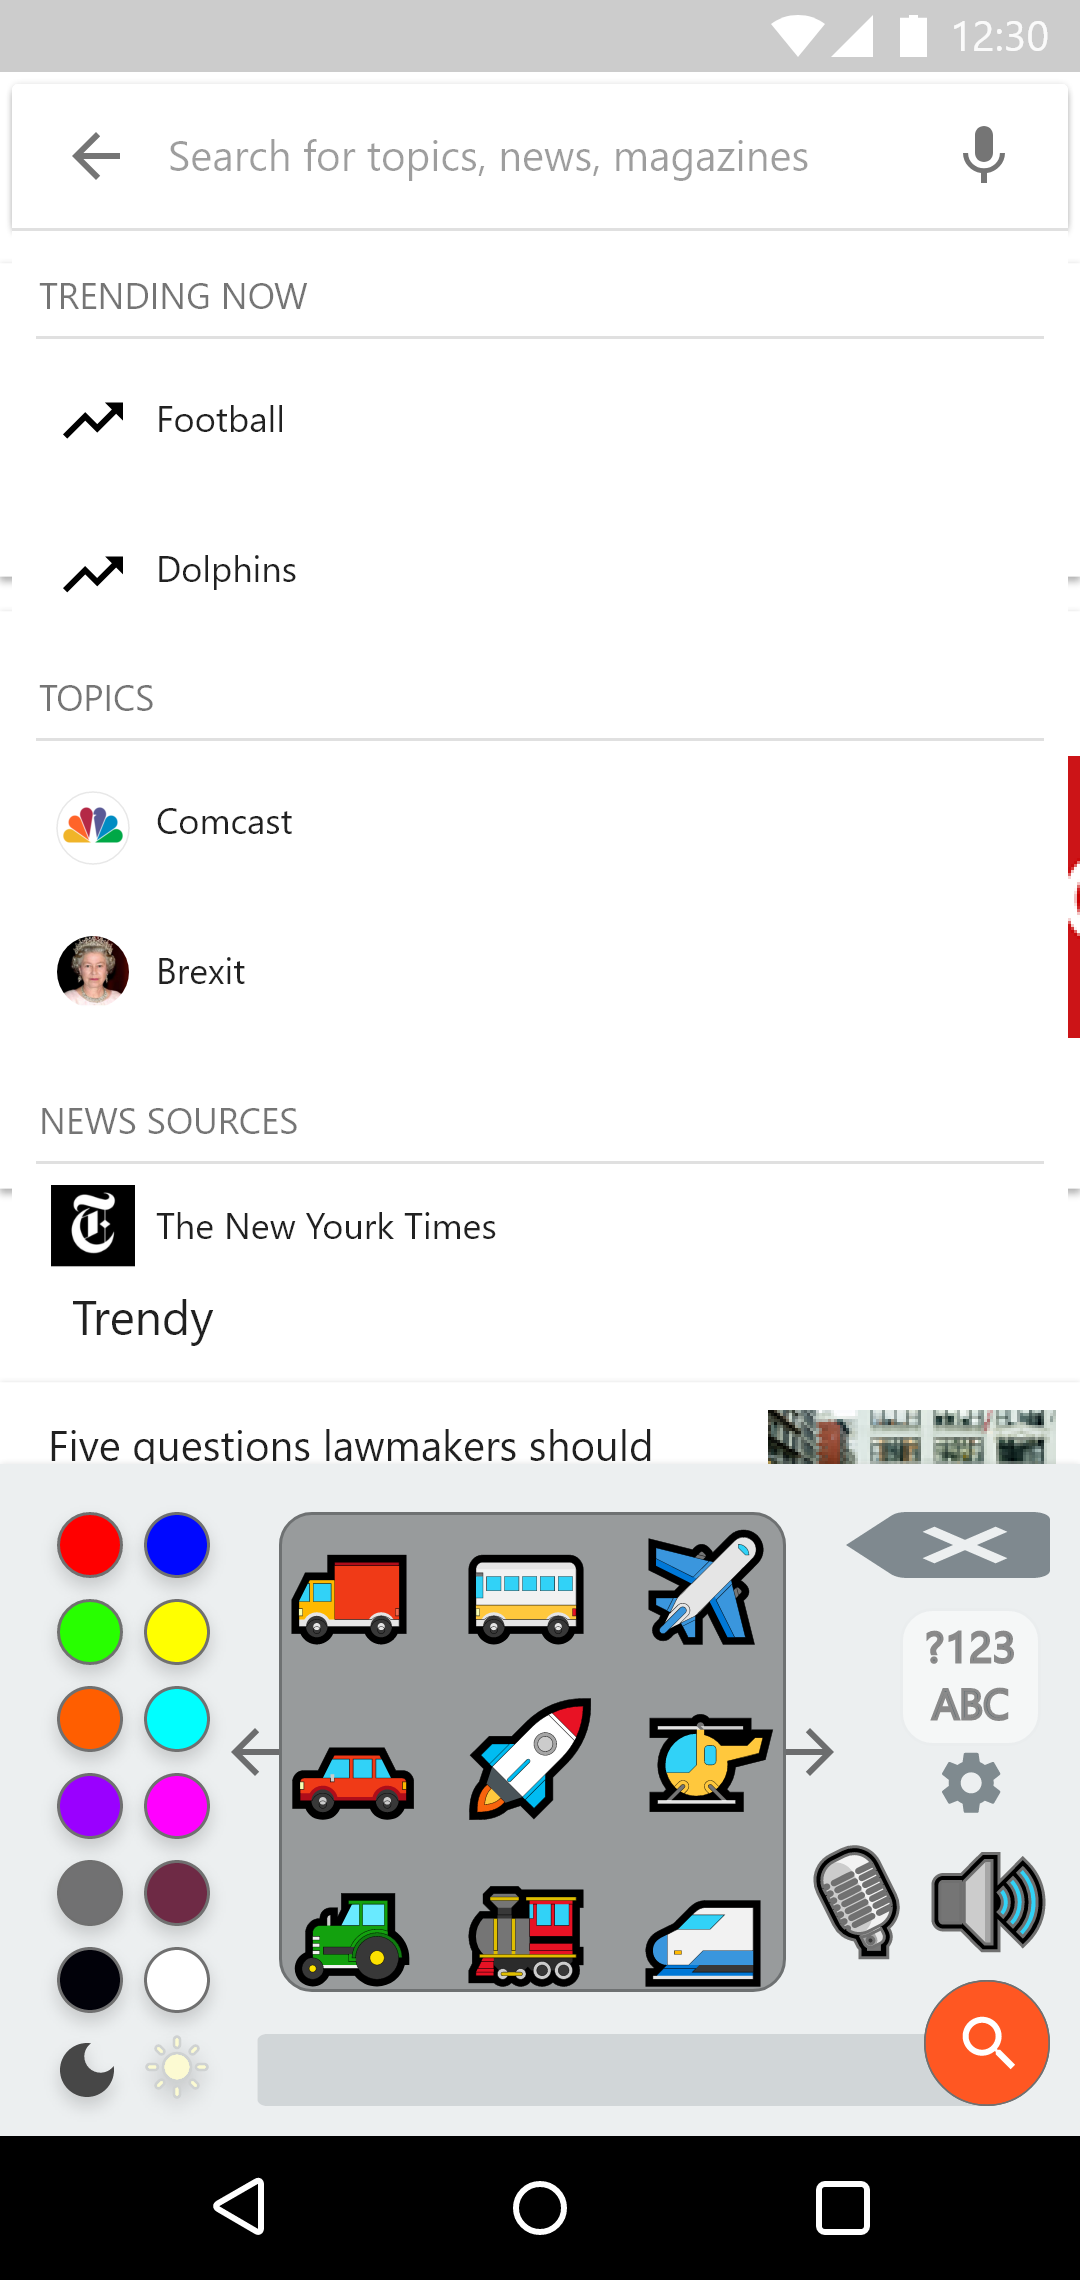 12:30
Search for topics, news, magazines
TRENDING NOW
Football
Dolphins
TOPICS
Comcast
Brexit
NEWS SOURCES
The New Yourk Times
Trendy
Five questions lawmakers should
?123
ABC